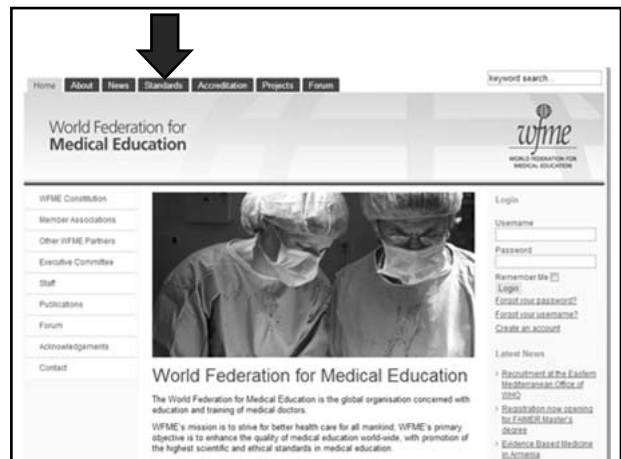 keyword search...
Home About News Standards Accreditation Projects Forum
World Federation for
Medical Education
wfme
WORLD FEDERATION FOR
MEDICAL EDUCATION
WFME Constitution
Member Associations
Other WFME Partners
Executive Committee
Staff
Publications
Forum
Acknowledgements
Contact
World Federation for Medical Education
The World Federation for Medical Education is the global organisation concerned with
education and training of medical doctors.
WFME's mission is to strive for better health care for all mankind; WFME's primary
objective is to enhance the quality of medical education world-wide, with promotion of
the highest scientific and ethical standards in medical education.
Login
Username
Password
Remember Me
Login
Forgot your password?
Forgot your username?
Create an account
Latest News
Recruitment at the Eastern
Mediterranean Office of
WHO
Registration now opening
for FAIMER Master's
degree
Evidence Based Medicine
in Armenia